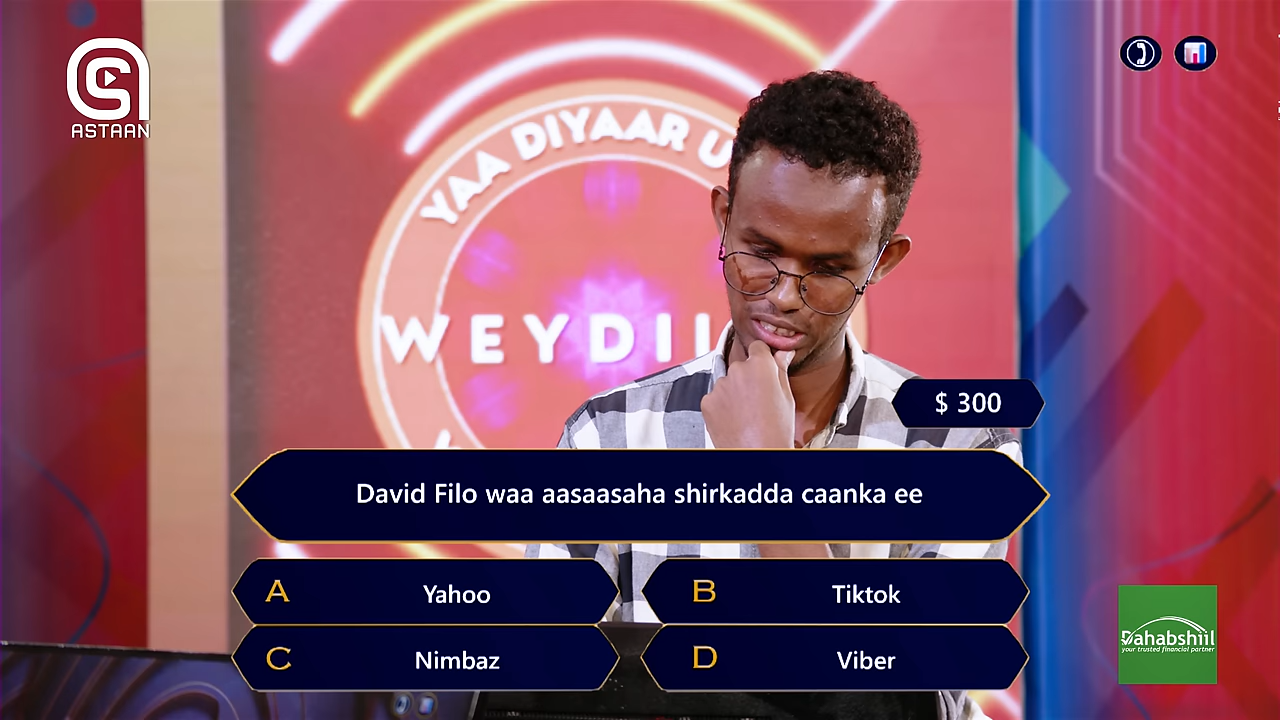 ASTAAN
YAA DIYAAR U
WEYDII
$ 300
David Filo waa aasaasaha shirkadda caanka ee
A Yahoo
B Tiktok
C Nimbaz
D Viber
Dahabshiil
your trusted financial partner